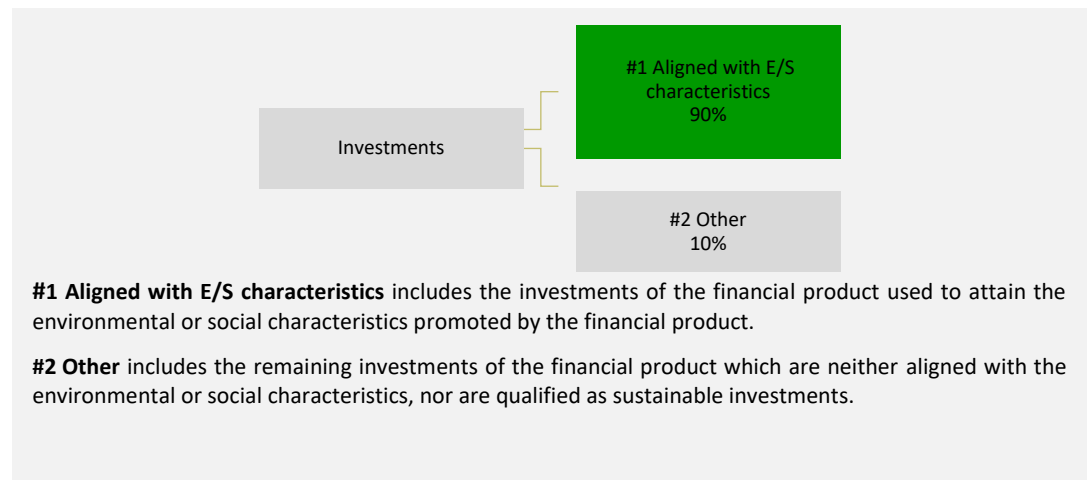 #1 Aligned with E/S
characteristics
90%
Investments
#2 Other
10%
#1 Aligned with E/S characteristics includes the investments of the financial product used to attain the
environmental or social characteristics promoted by the financial product.
#2 Other includes the remaining investments of the financial product which are neither aligned with the
environmental or social characteristics, nor are qualified as sustainable investments.